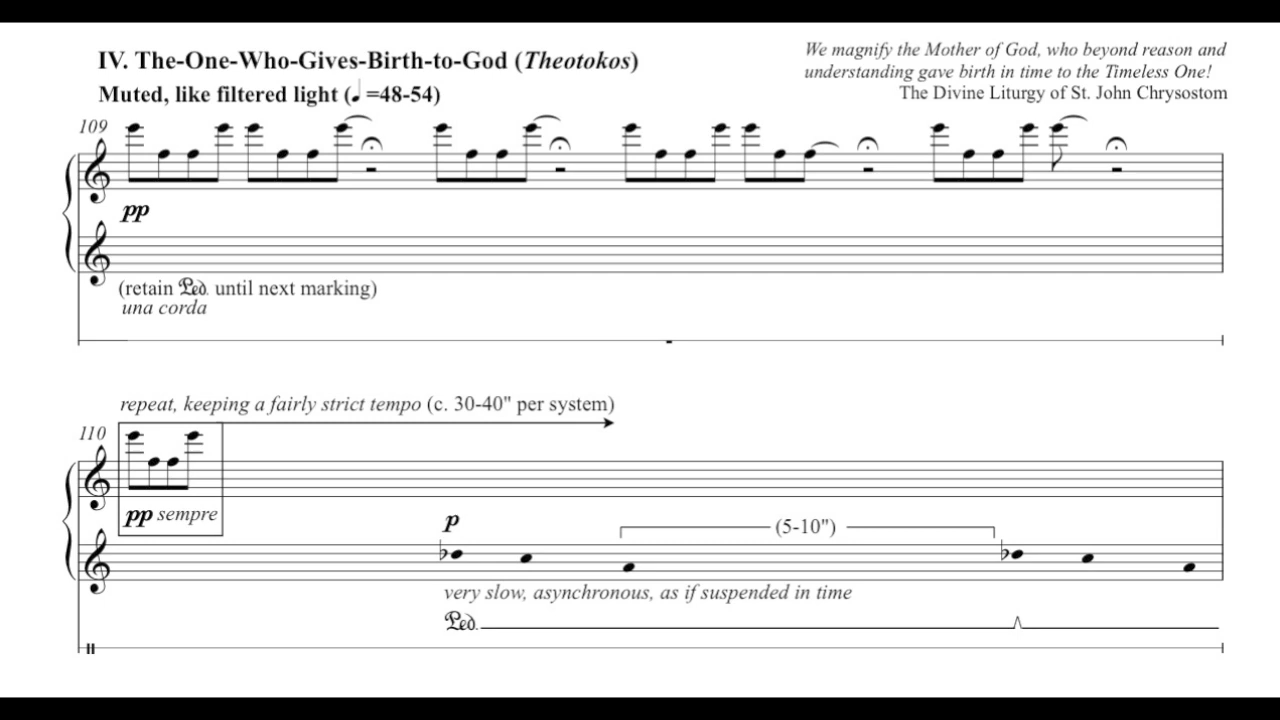 IV. The-One-Who-Gives-Birth-to-God (Theotokos)
We magnify the Mother of God, who beyond reason and
understanding gave birth in time to the Timeless One!
Muted, like filtered light (♩=48-54)
The Divine Liturgy of St. John Chrysostom
109
pp
(retain Ped. until next marking)
una corda
repeat, keeping a fairly strict tempo (c. 30-40" per system)
110
pp sempre
p
(5-10")
very slow, asynchronous, as if suspended in time
Ped.